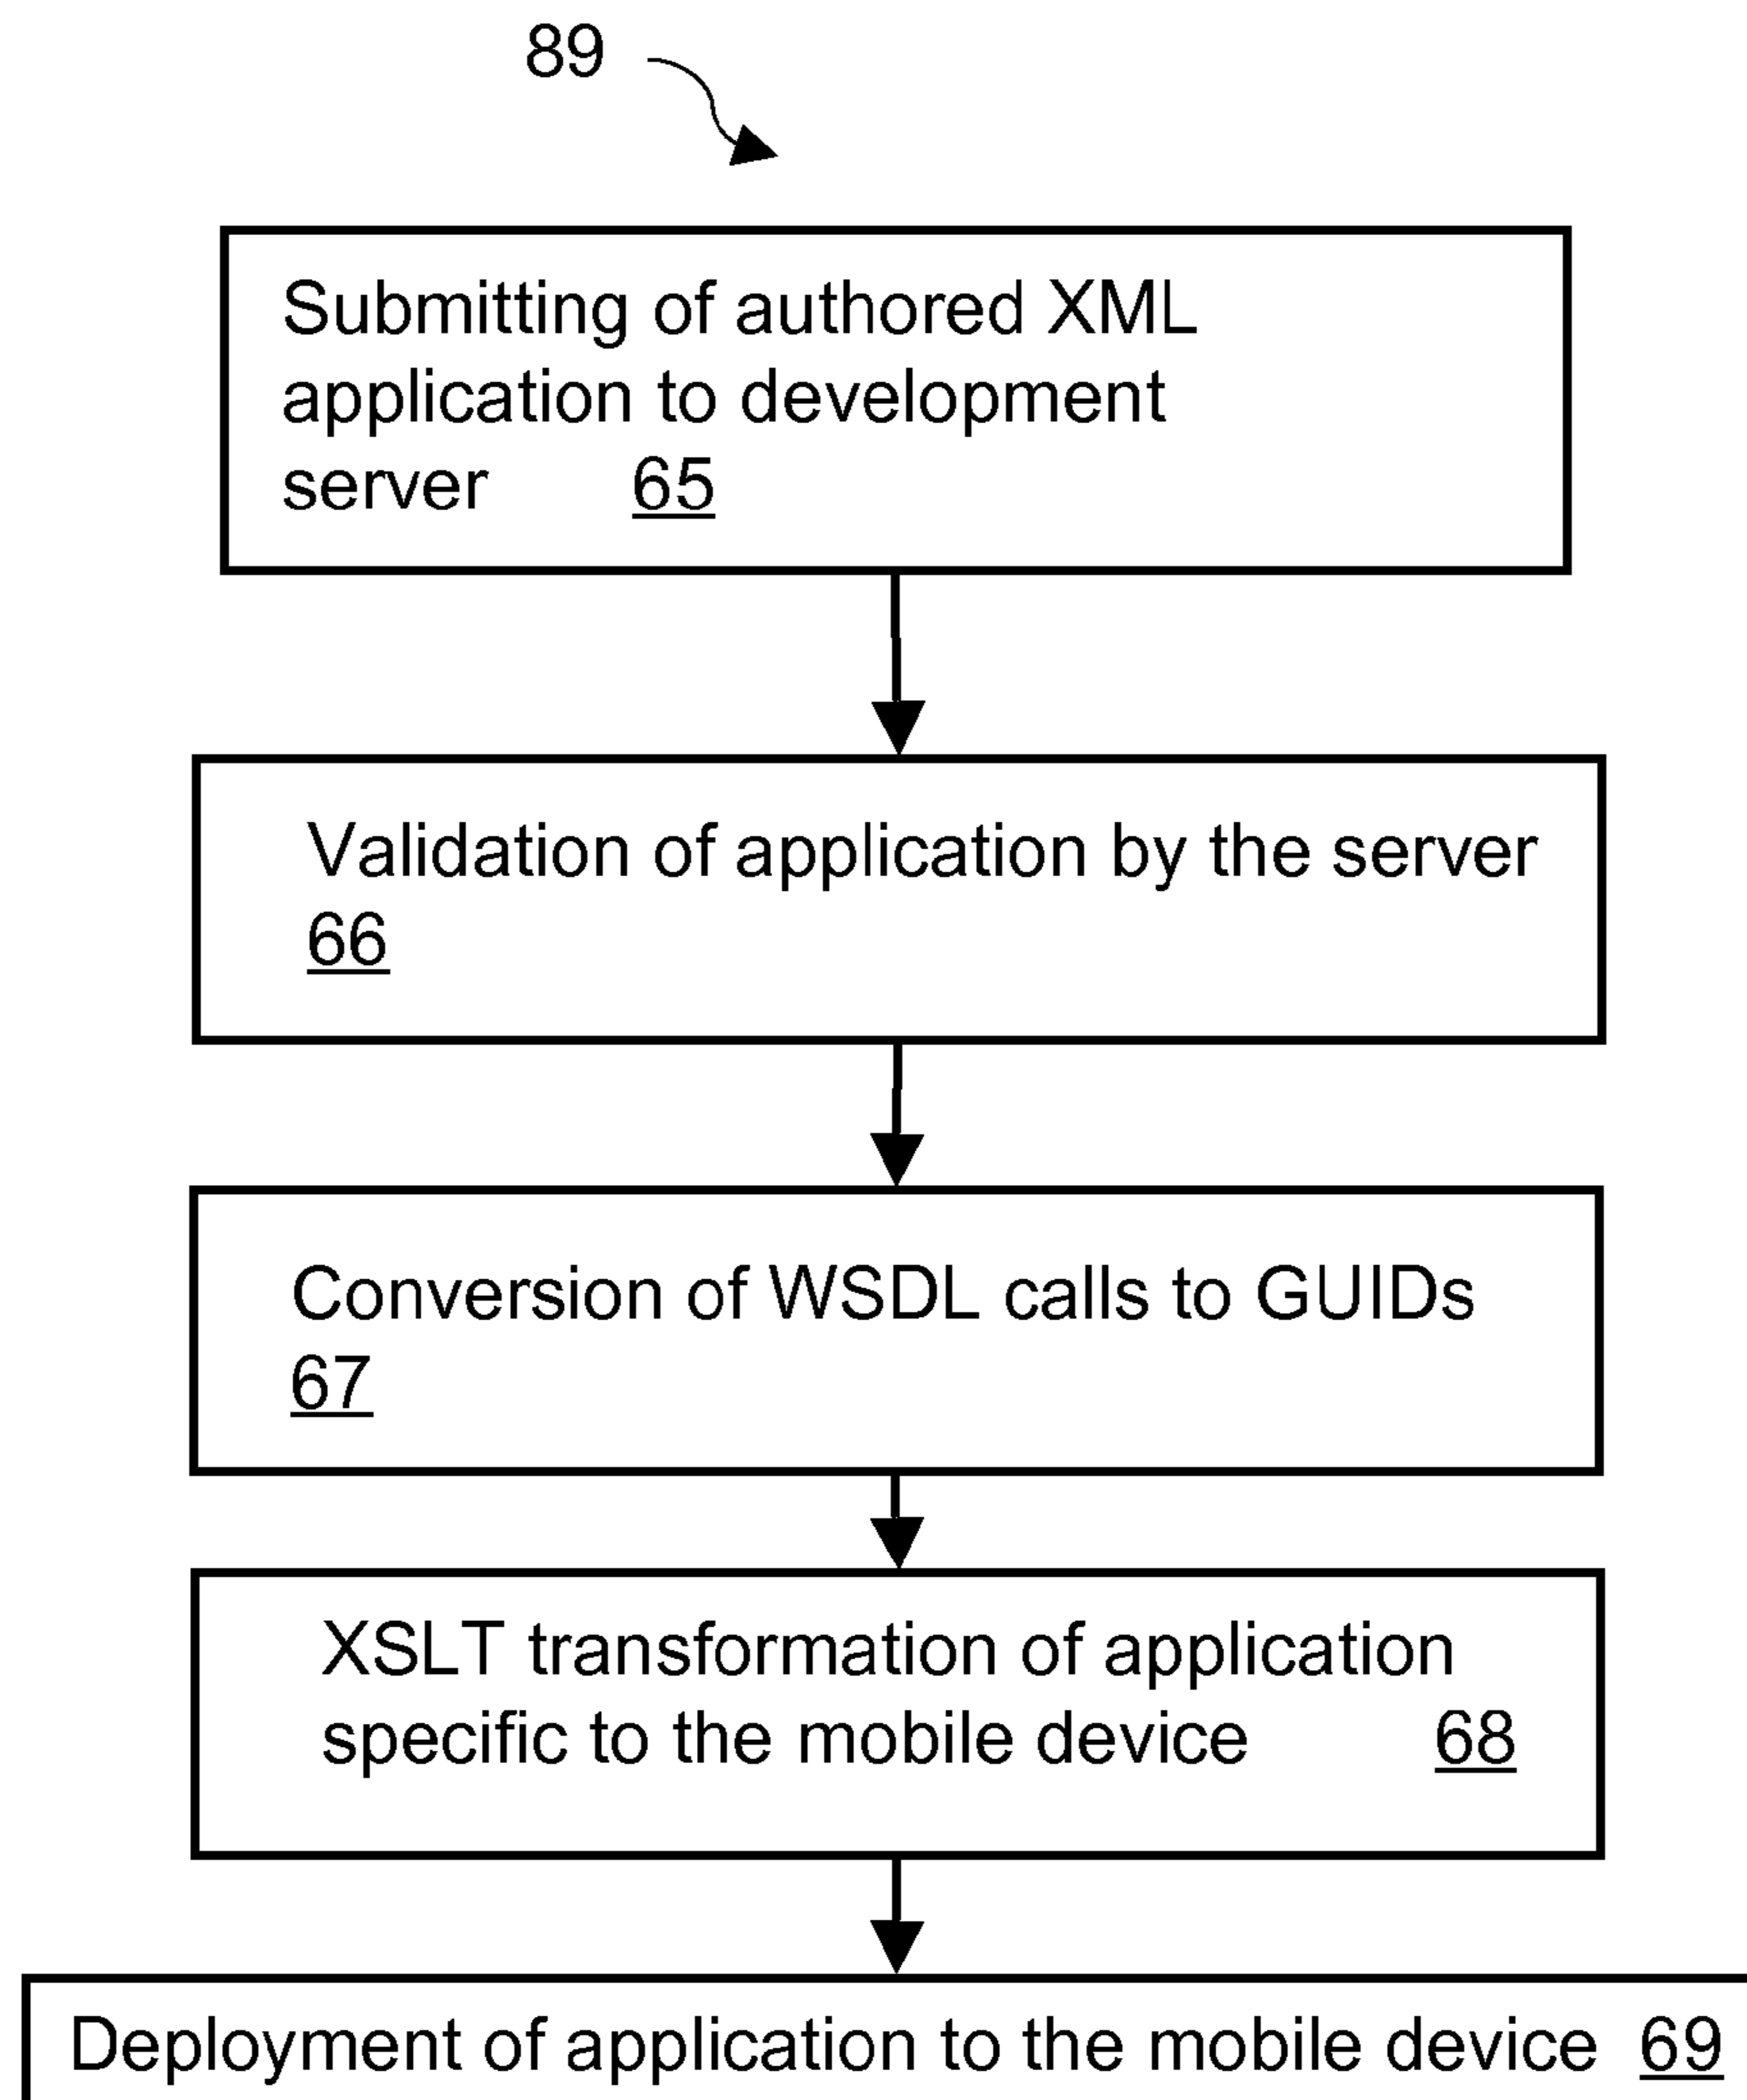 89
Submitting of authored XML
application to development
server 65
Validation of application by the server
66
Conversion of WSDL calls to GUIDs
67
XSLT transformation of application
specific to the mobile device 68
Deployment of application to the mobile device 69